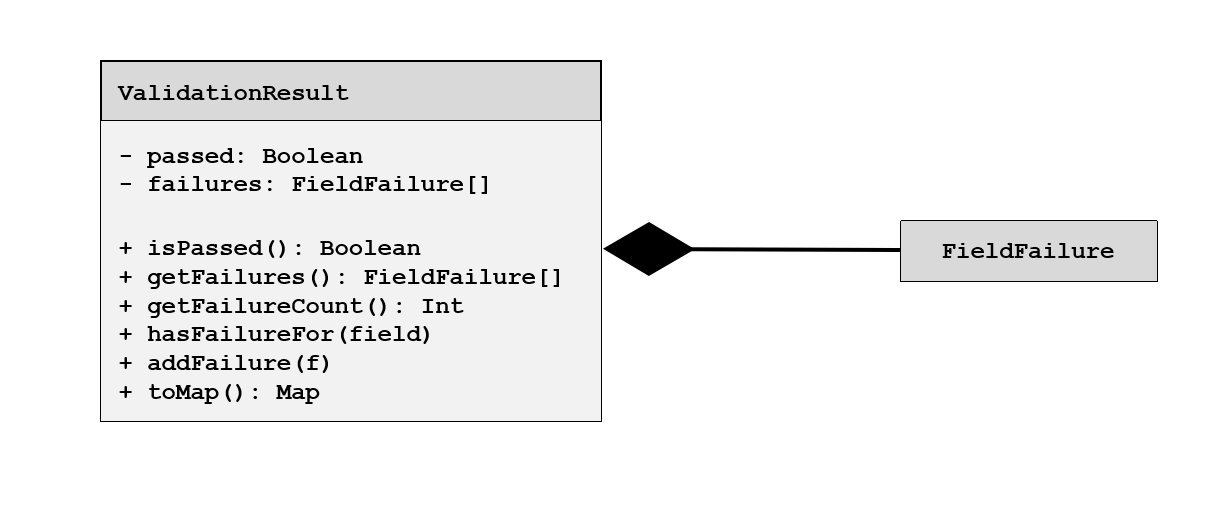 ValidationResult
- passed: Boolean
- failures: FieldFailure[]
+ isPassed(): Boolean
+ getFailures(): FieldFailure[]
+ getFailureCount(): Int
+ hasFailureFor(field)
+ addFailure(f)
+ toMap(): Map
FieldFailure